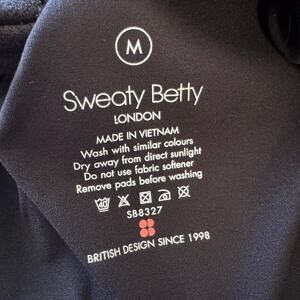 M
Sweaty Betty
LONDON
MADE IN VIETNAM
Wash with similar colours
Dry away from direct sunlight
Do not use fabric softener
Remove pads before washing
40
SB8327
BRITISH DESIGN SINCE 1998